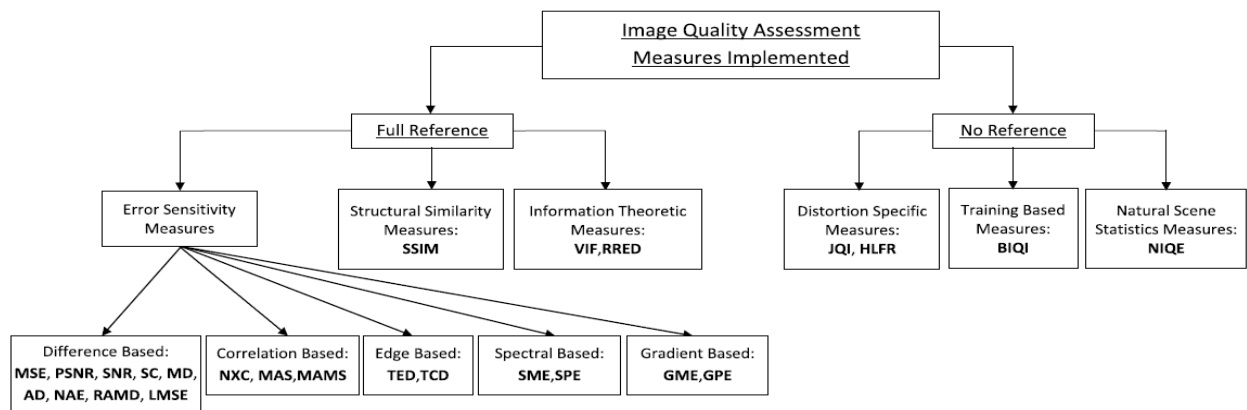 Image Quality Assessment
Measures Implemented
Full Reference
No Reference
Error Sensitivity
Measures
Structural Similarity
Measures:
SSIM
Information Theoretic
Measures:
VIF,RRED
Distortion Specific
Measures:
JQI, HLFR
Training Based
Measures:
BIQI
Natural Scene
Statistics Measures:
NIQE
Difference Based:
MSE, PSNR, SNR, SC, MD,
AD, NAE, RAMD, LMSE
Correlation Based:
NXC, MAS,MAMS
Edge Based:
TED,TCD
Spectral Based:
SME,SPE
Gradient Based:
GME,GPE